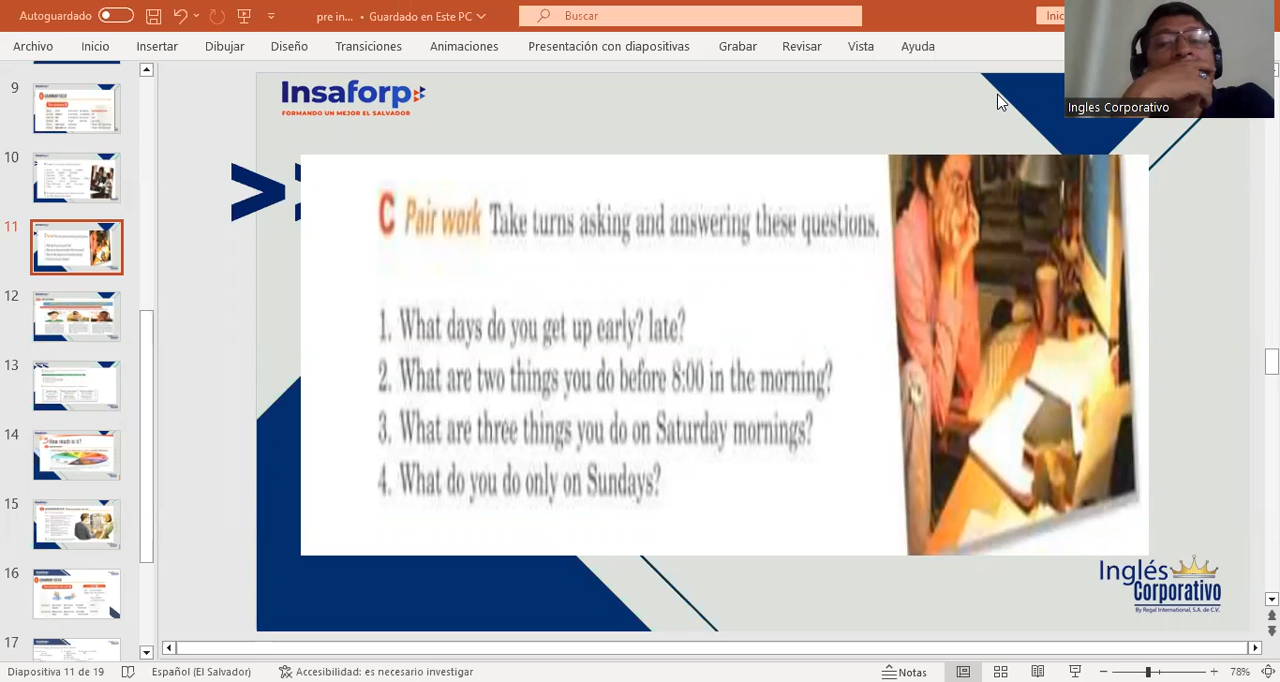 Autoguardado
pre in...
Guardado en Este PC
Buscar
Inic
Archivo
Inicio
Insertar
Dibujar
Diseño
Transiciones
Animaciones
Presentación con diapositivas
Grabar
Revisar
Vista
Ayuda
Ingles Corporativo
9
10
11
12
13
14
15
16
17
Insaforp
FORMANDO UN MEJOR EL SALVADOR
C Pair work Take turns asking and answering these questions.
1. What days do you get up early? late?
2. What are two things you do before 8:00 in the morning?
3. What are three things you do on Saturday mornings?
4. What do you do only on Sundays?
Inglés
Corporativo
By Regal International, S.A. de C.V.
Diapositiva 11 de 19
Español (El Salvador)
Accesibilidad: es necesario investigar
Notas
78%